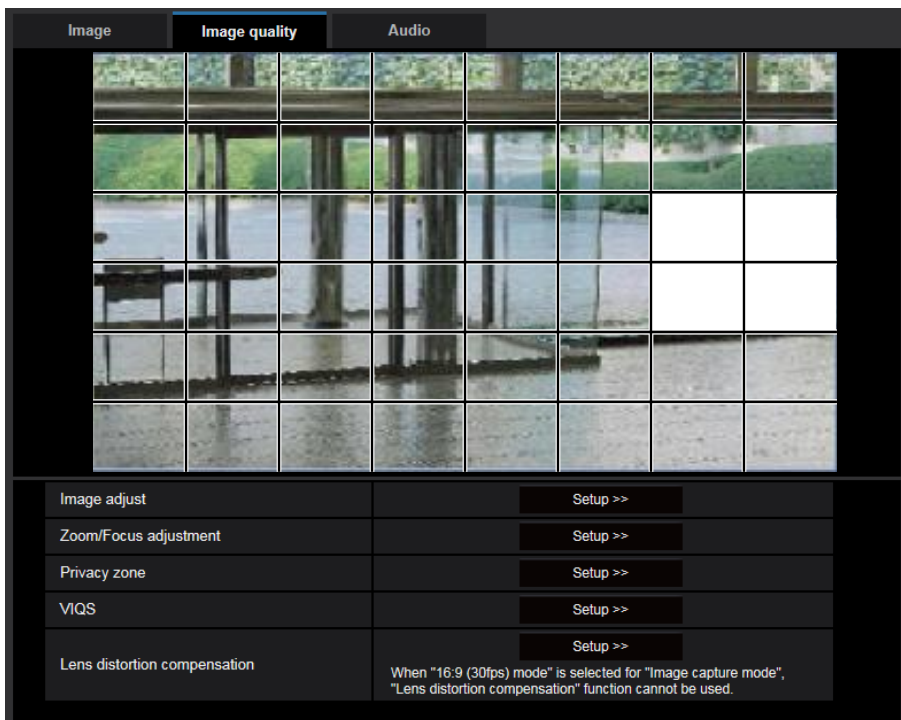 Image
Image quality
Audio
Image adjust
Setup >>
Zoom/Focus adjustment
Setup >>
Privacy zone
Setup >>
VIQS
Setup >>
Lens distortion compensation
Setup >>
When "16:9 (30fps) mode" is selected for "Image capture mode",
"Lens distortion compensation" function cannot be used.